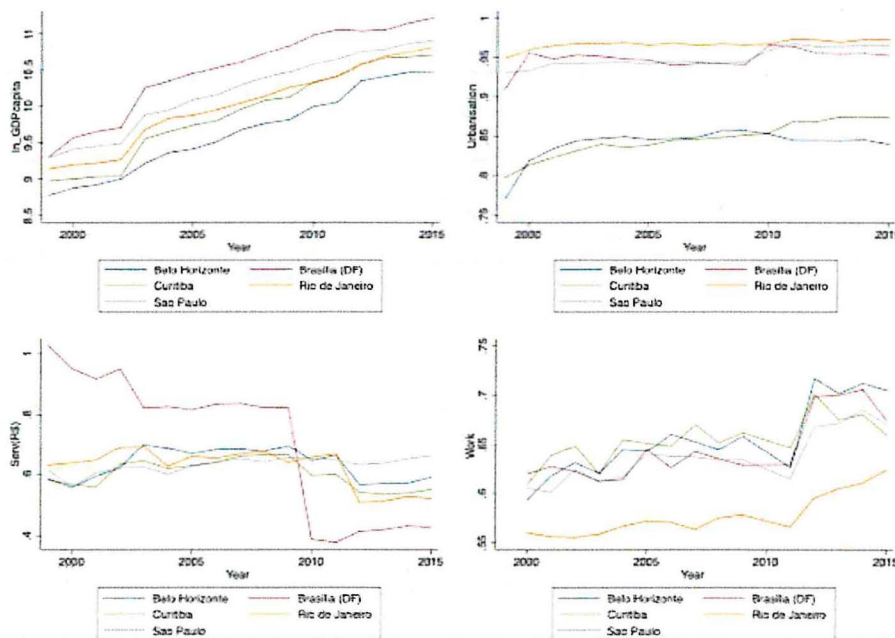 ln_GDPcapita
8.5 9 9.5 10 10.5 11
2000 2005 2010 2015
Year
Belo Horizonte Brasília (DF)
Curitiba Rio de Janeiro
Sao Paulo
Urbanisation
.75 .8 .85 .9 .95 1
2000 2005 2010 2015
Year
Belo Horizonte Brasília (DF)
Curitiba Rio de Janeiro
Sao Paulo
Serv(R$)
.4 .6 .8 1
2000 2005 2010 2015
Year
Belo Horizonte Brasília (DF)
Curitiba Rio de Janeiro
Sao Paulo
Work
.55 .6 .65 .7 .75
2000 2005 2010 2015
Year
Belo Horizonte Brasília (DF)
Curitiba Rio de Janeiro
Sao Paulo